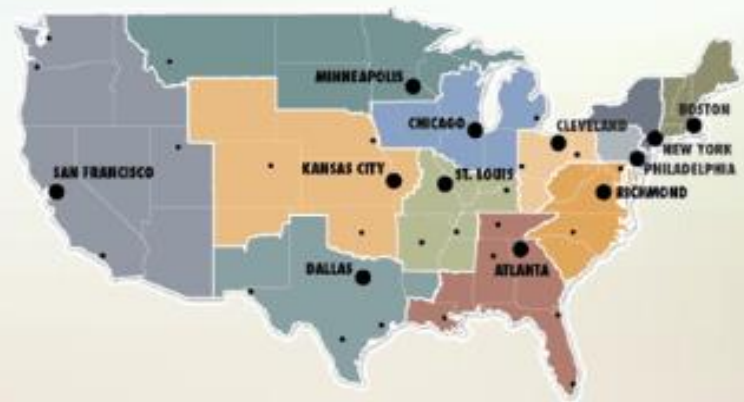 MINNEAPOLIS
BOSTON
CHICAGO
CLEVELAND
NEW YORK
SAN FRANCISCO
KANSAS CITY
ST. LOUIS
PHILADELPHIA
RICHMOND
DALLAS
ATLANTA